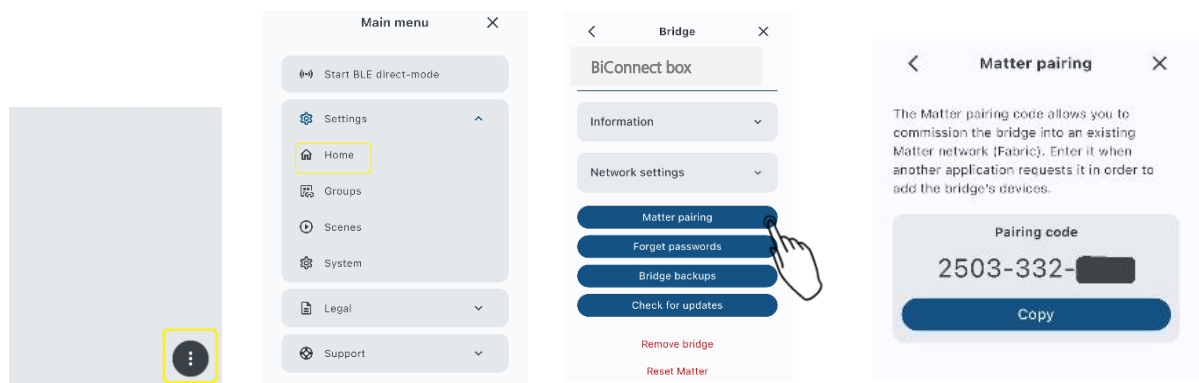 Main menu
Start BLE direct-mode
Settings
Home
Groups
Scenes
System
Legal
Support
Bridge
BiConnect box
Information
Network settings
Matter pairing
Forget passwords
Bridge backups
Check for updates
Remove bridge
Reset Matter
Matter pairing
The Matter pairing code allows you to
commission the bridge into an existing
Matter network (Fabric). Enter it when
another application requests it in order to
add the bridge's devices.
Pairing code
2503-332-
Copy